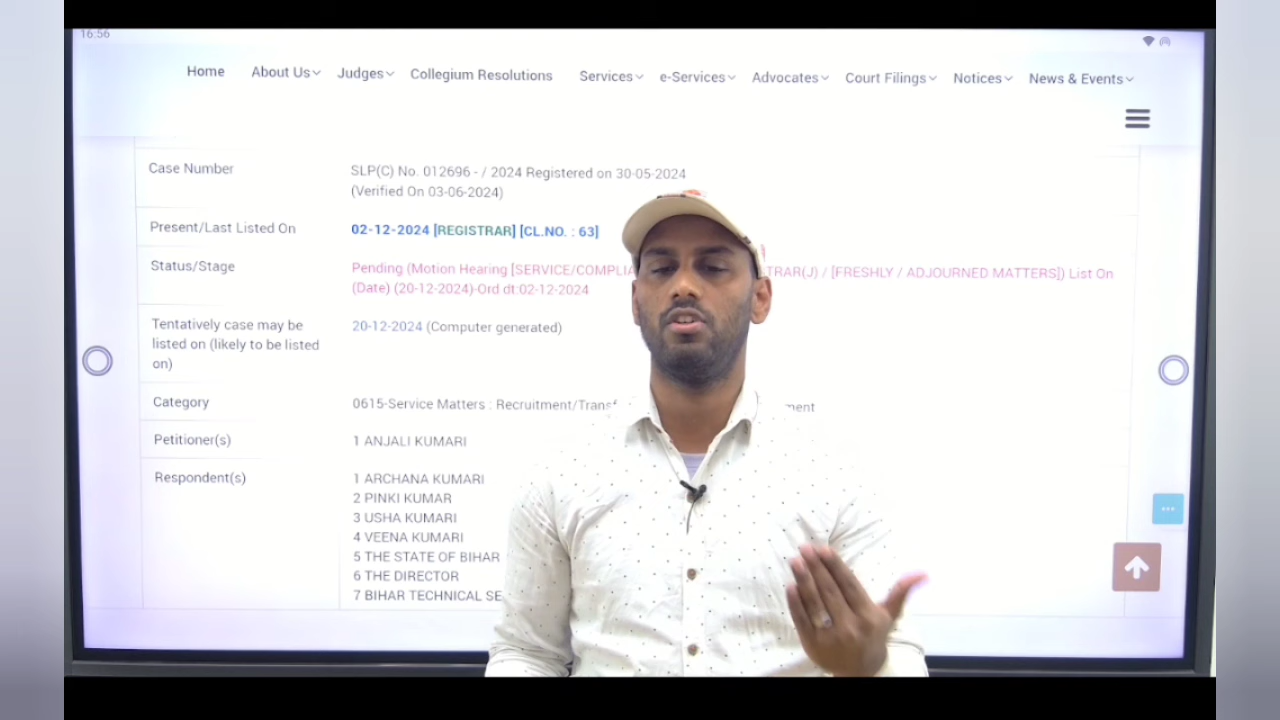 16:56
Home About Us Judges Collegium Resolutions Services e-Services Advocates Court Filings Notices News & Events
Case Number SLP(C) No. 012696 - / 2024 Registered on 30-05-2024
(Verified On 03-06-2024)
Present/Last Listed On 02-12-2024 [REGISTRAR] [CL.NO. : 63]
Status/Stage Pending (Motion Hearing [SERVICE/COMPLIA TRAR(J) / [FRESHLY / ADJOURNED MATTERS]) List On
(Date) (20-12-2024)-Ord dt:02-12-2024
Tentatively case may be 20-12-2024 (Computer generated)
listed on (likely to be listed
on)
Category 0615-Service Matters : Recruitment/Transf ment
Petitioner(s) 1 ANJALI KUMARI
Respondent(s) 1 ARCHANA KUMARI
2 PINKI KUMAR
3 USHA KUMARI
4 VEENA KUMARI
5 THE STATE OF BIHAR
6 THE DIRECTOR
7 BIHAR TECHNICAL SE